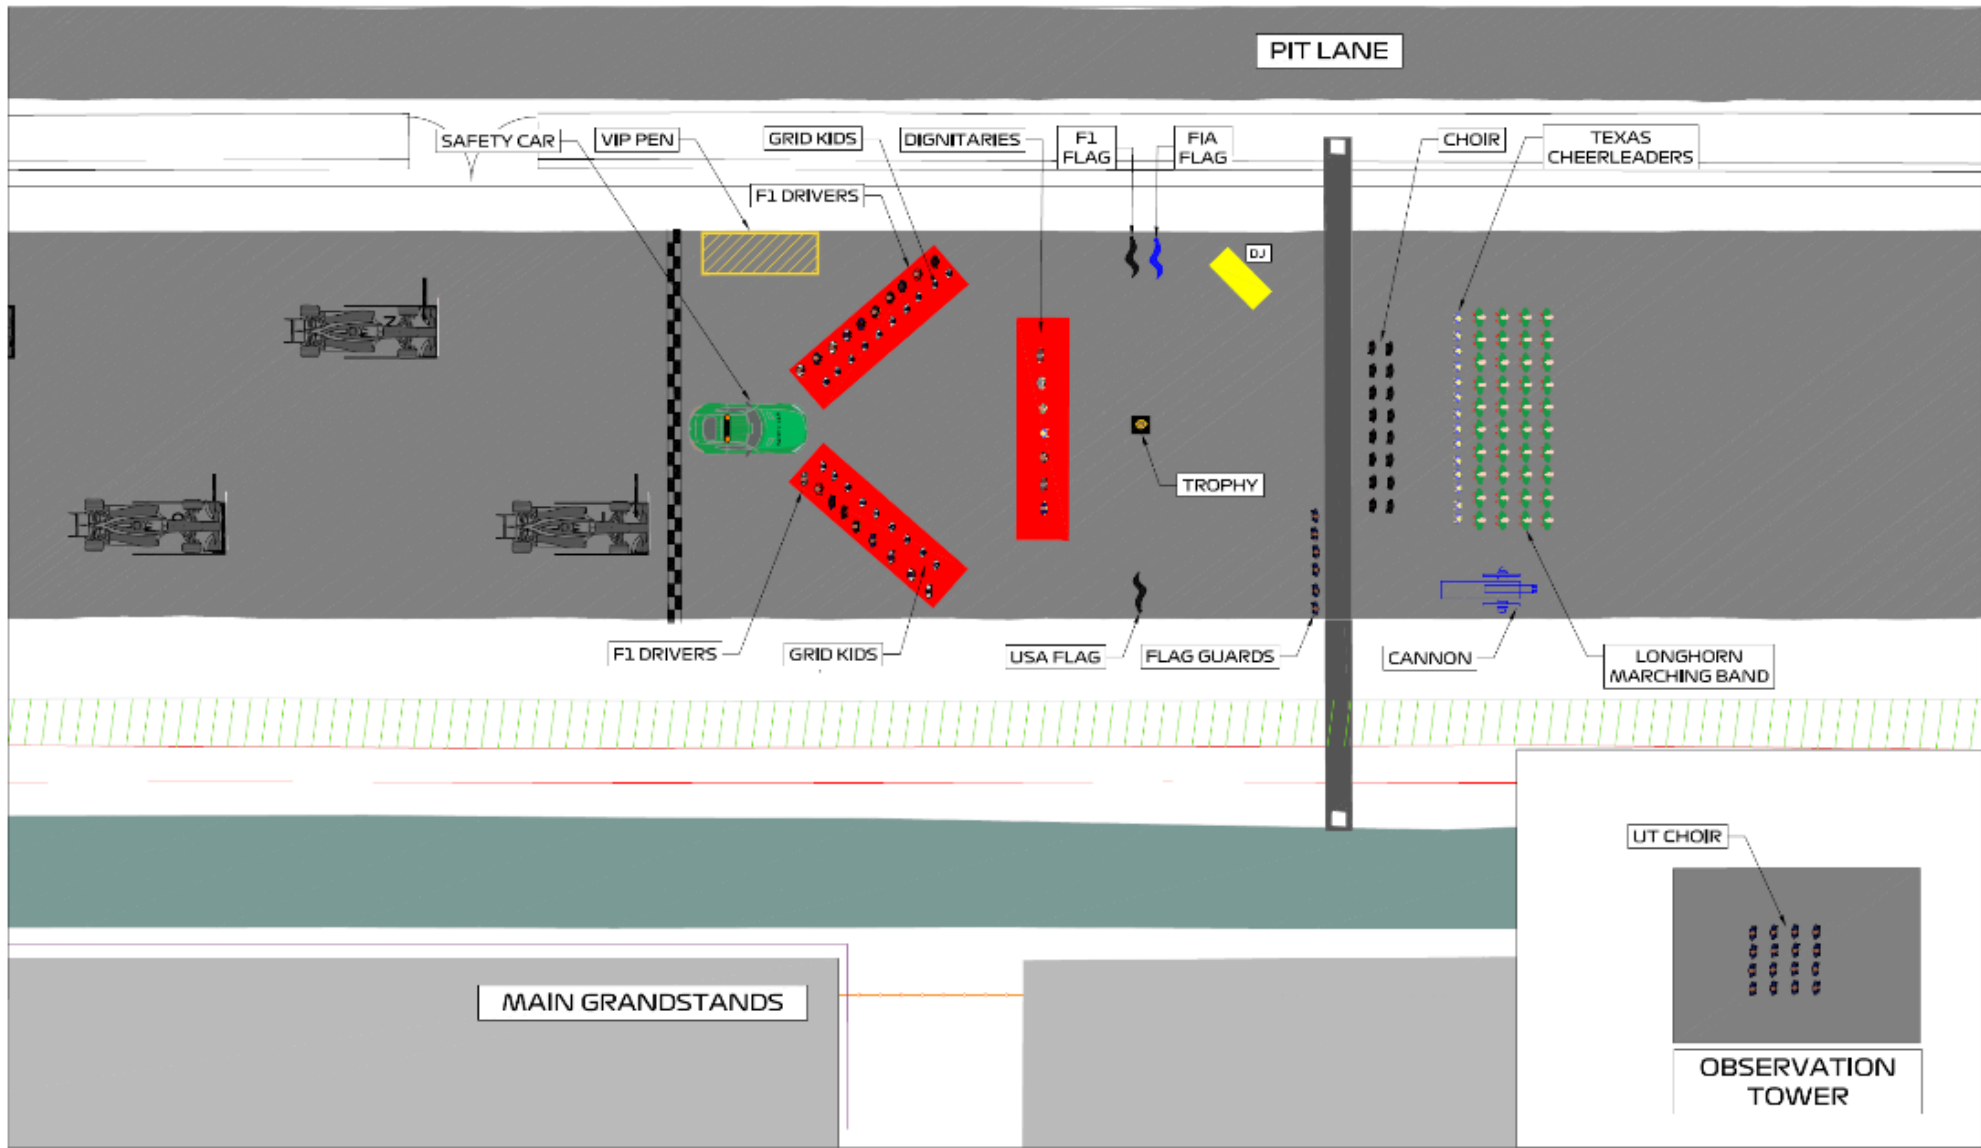 PIT LANE
SAFETY CAR
VIP PEN
GRID KIDS
DIGNITARIES
F1
FLAG
FIA
FLAG
CHOIR
TEXAS
CHEERLEADERS
F1 DRIVERS
DJ
TROPHY
F1 DRIVERS
GRID KIDS
USA FLAG
FLAG GUARDS
CANNON
LONGHORN
MARCHING BAND
UT CHOIR
MAIN GRANDSTANDS
OBSERVATION
TOWER